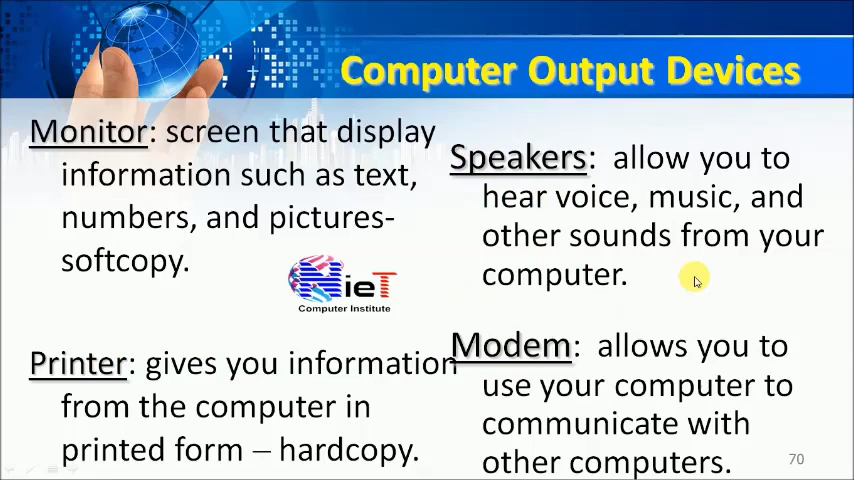 Computer Output Devices
Monitor: screen that display
information such as text,
numbers, and pictures-
softcopy.
Printer: gives you information
from the computer in
printed form – hardcopy.
NieT
Computer Institute
Speakers: allow you to
hear voice, music, and
other sounds from your
computer.
Modem: allows you to
use your computer to
communicate with
other computers.
70